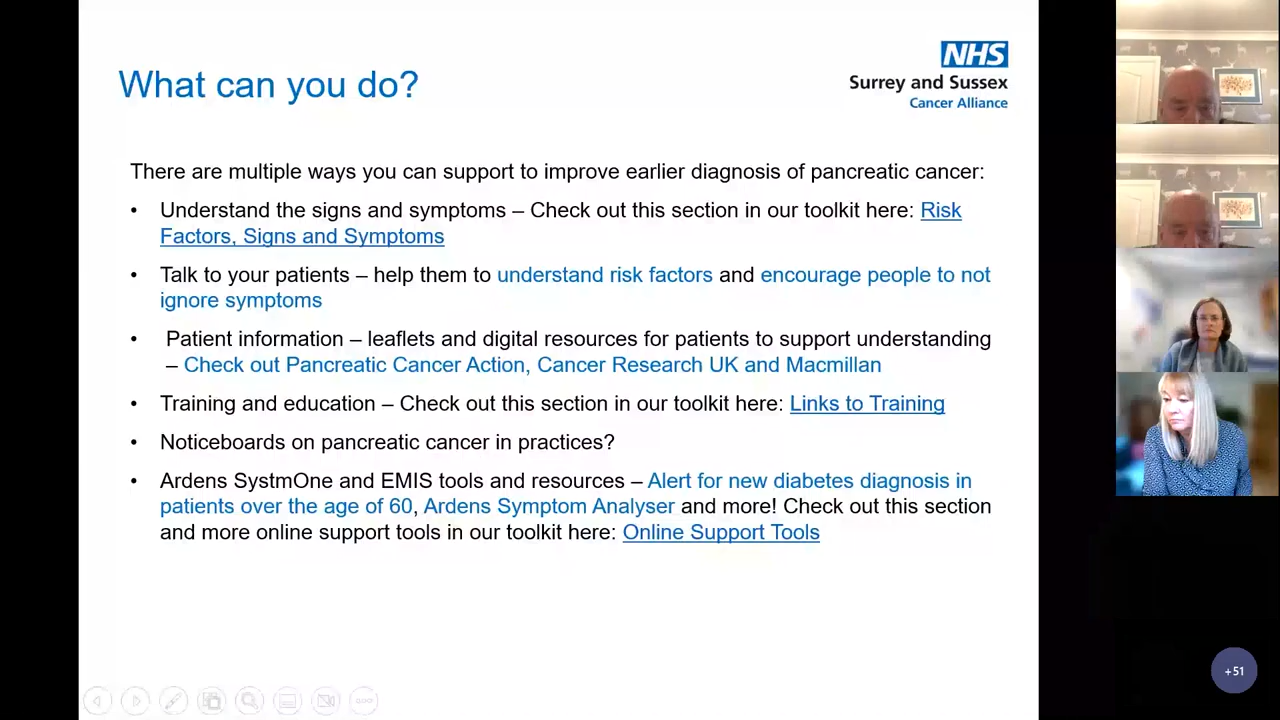 What can you do?
NHS
Surrey and Sussex
Cancer Alliance
There are multiple ways you can support to improve earlier diagnosis of pancreatic cancer:
• Understand the signs and symptoms – Check out this section in our toolkit here: Risk
Factors, Signs and Symptoms
• Talk to your patients – help them to understand risk factors and encourage people to not
ignore symptoms
• Patient information – leaflets and digital resources for patients to support understanding
– Check out Pancreatic Cancer Action, Cancer Research UK and Macmillan
• Training and education – Check out this section in our toolkit here: Links to Training
• Noticeboards on pancreatic cancer in practices?
• Ardens SystmOne and EMIS tools and resources – Alert for new diabetes diagnosis in
patients over the age of 60, Ardens Symptom Analyser and more! Check out this section
and more online support tools in our toolkit here: Online Support Tools
+51